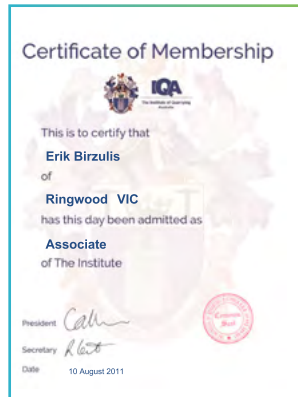 Certificate of Membership
IQA
The Institute of Quarrying
Australia
This is to certify that
Erik Birzulis
of
Ringwood VIC
has this day been admitted as
Associate
of The Institute
President
Secretary
Date 10 August 2011
Common
Seal